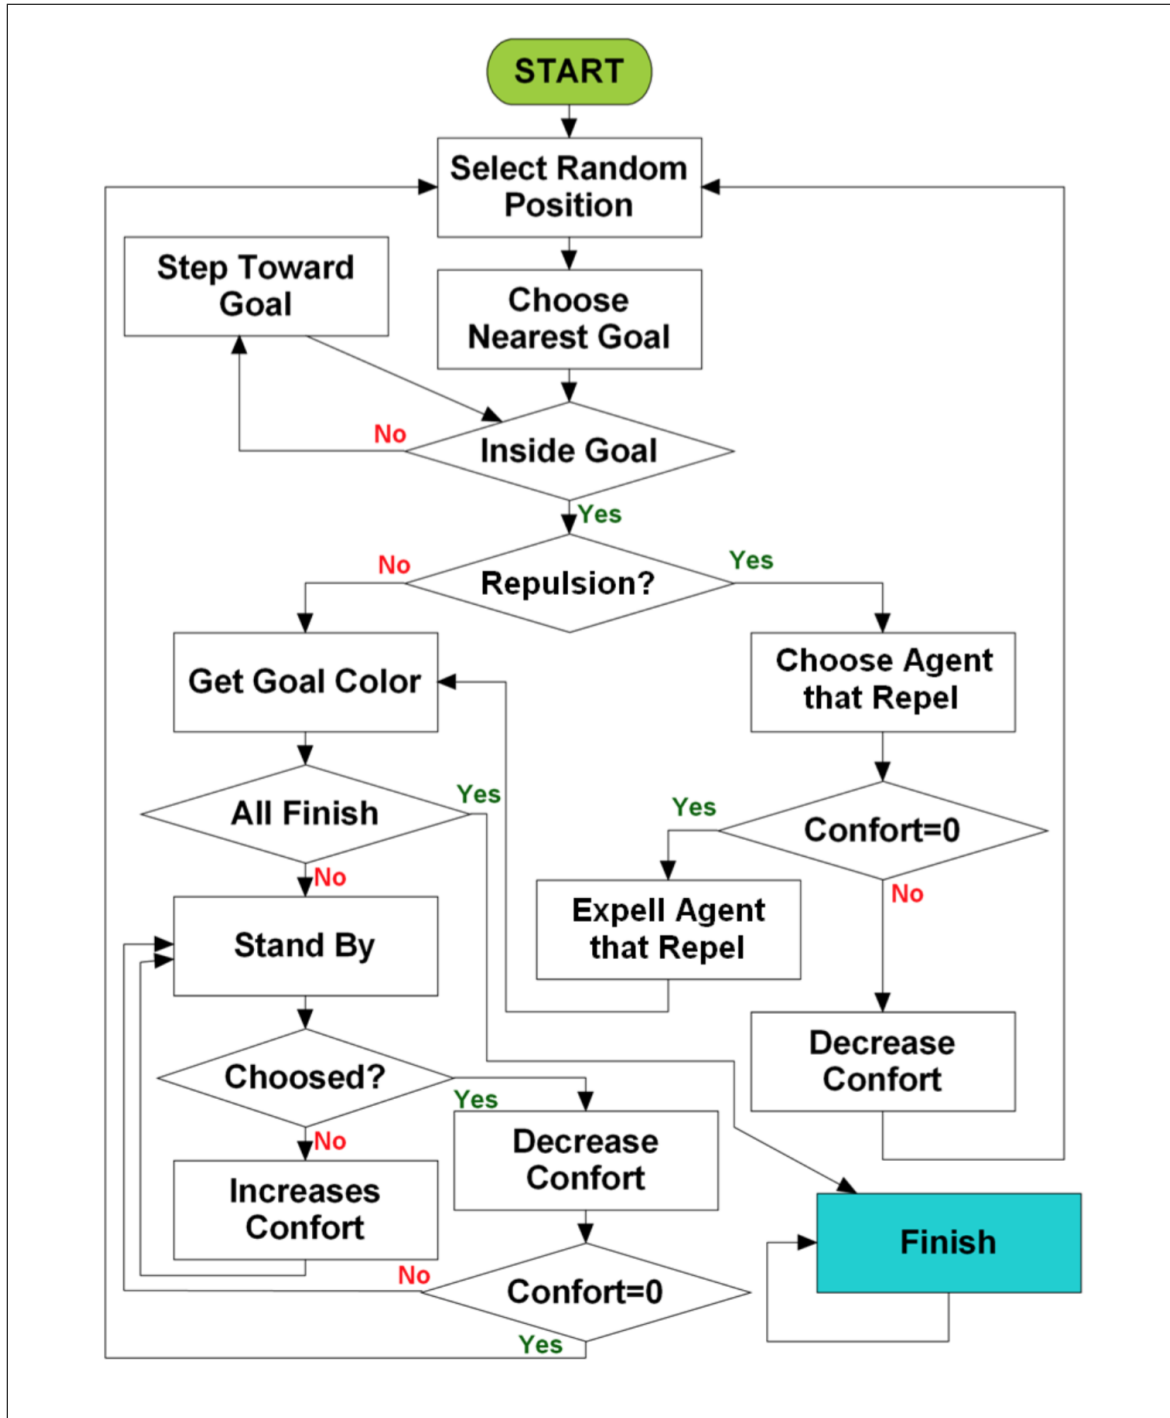 START
Select Random
Position
Step Toward
Goal
Choose
Nearest Goal
No
Inside Goal
Yes
No
Repulsion?
Yes
Get Goal Color
Choose Agent
that Repel
All Finish
Yes
Yes
Confort=0
No
No
Expell Agent
that Repel
Stand By
Choosed?
Yes
Decrease
Confort
No
Decrease
Confort
Increases
Confort
No
Confort=0
Yes
Finish